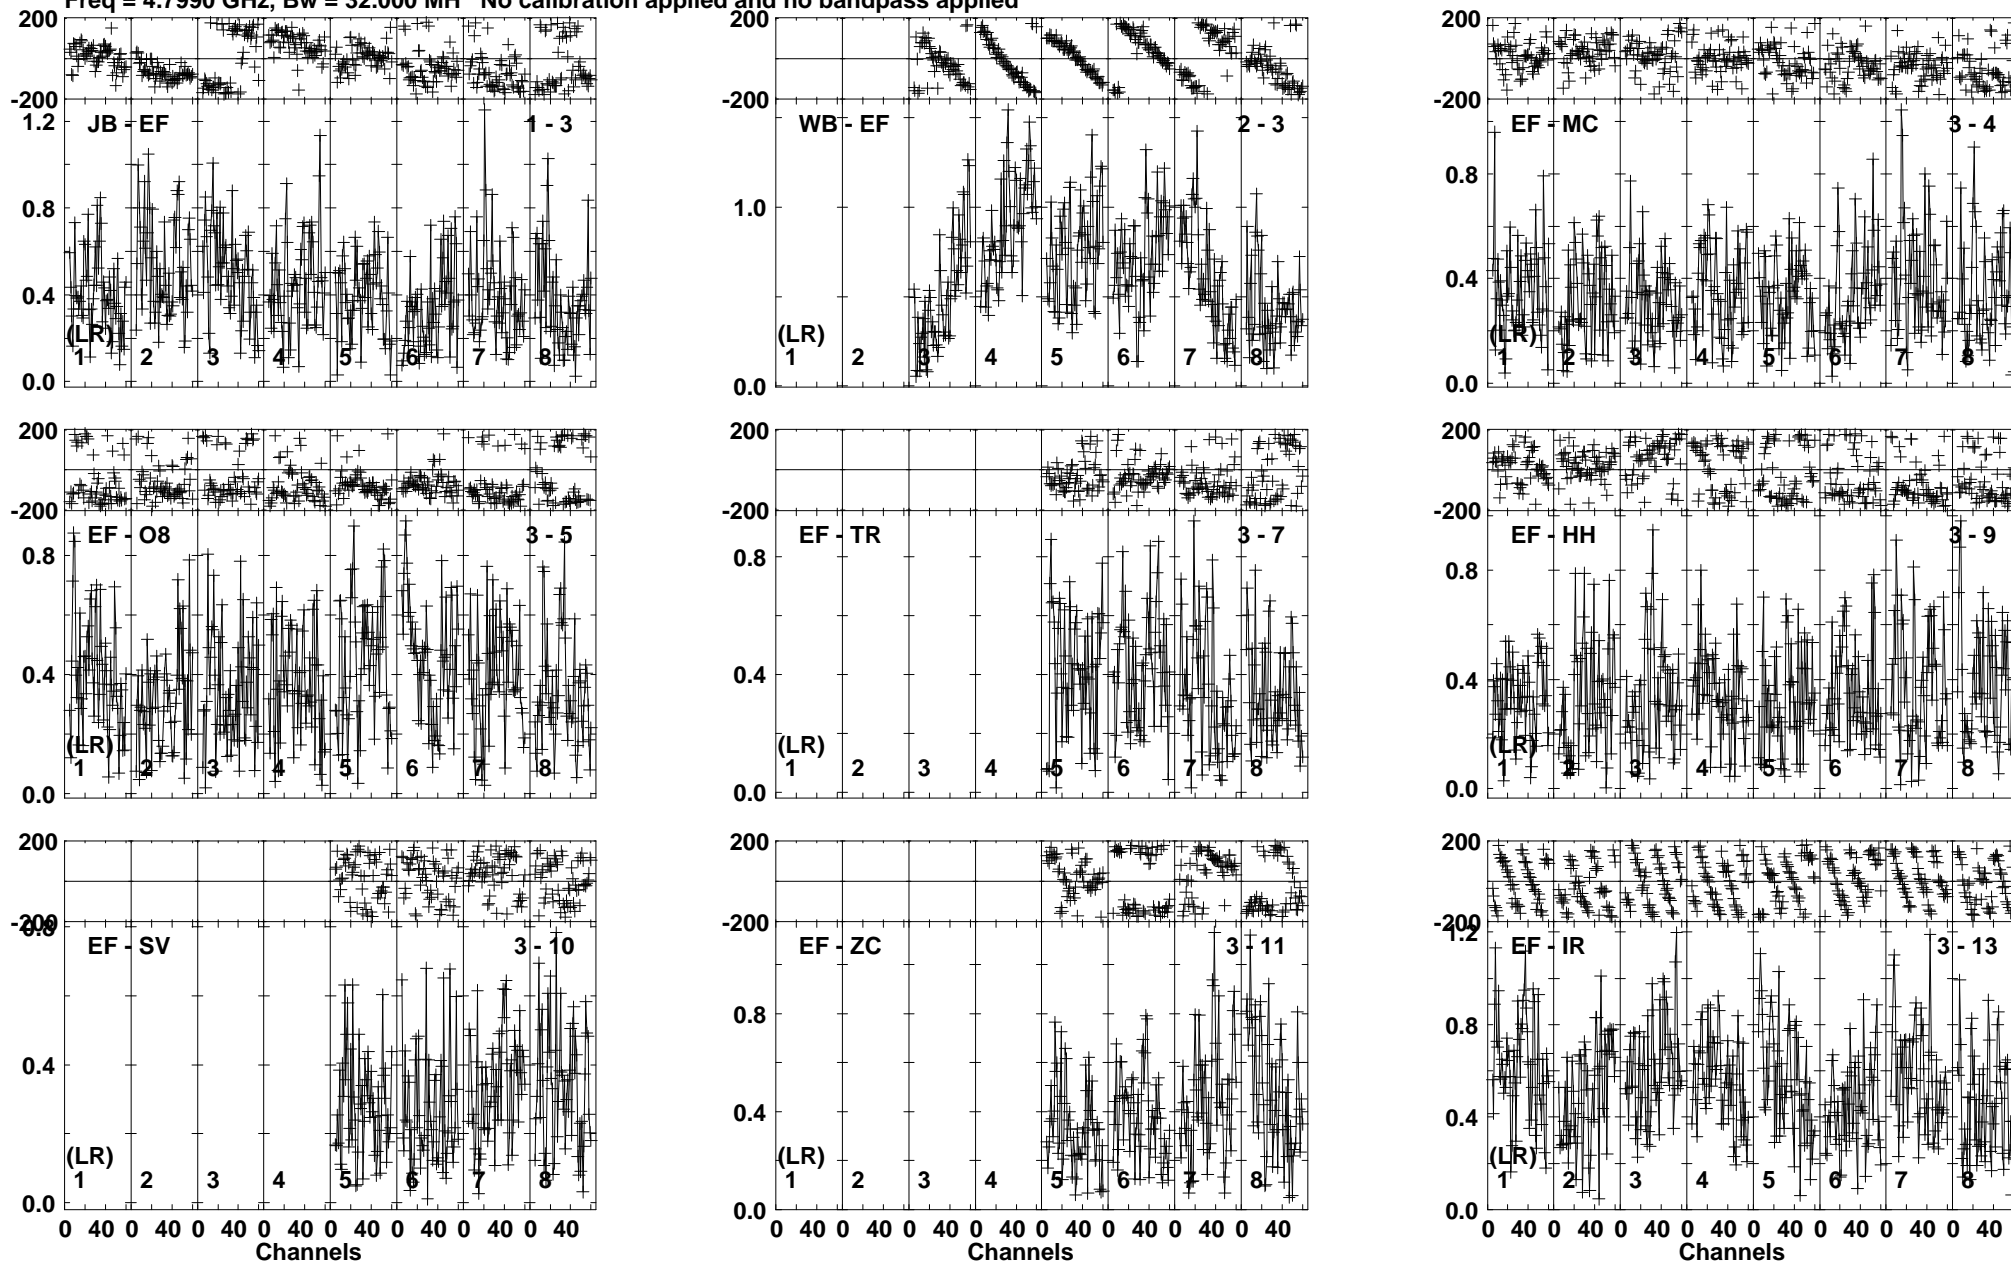 Freq = 4.7990 GHz, Bw = 32.000 MH No calibration applied and no bandpass applied
200 200 200
-200 -200 -200
1.2 JB - EF 1 - 3 WB - EF 2 - 3 EF - MC 3 - 4
0.8 1.0 0.8
0.4 0.4
(LR) (LR) (LR)
1 2 3 4 5 6 7 8 1 2 3 4 5 6 7 8 1 2 3 4 5 6 7 8
0.0 0.0 0.0
200 200 200
-200 -200 -200
EF - O8 3 - 5 EF - TR 3 - 7 EF - HH 3 - 9
0.8 0.8 0.8
0.4 0.4 0.4
(LR) (LR) (LR)
1 2 3 4 5 6 7 8 1 2 3 4 5 6 7 8 1 2 3 4 5 6 7 8
0.0 0.0 0.0
200 200 200
-200 -200 -200
0.8 EF - SV 3 - 10 EF - ZC 3 - 11 1.2 EF - IR 3 - 13
0.8 0.8
0.4 0.4 0.4
(LR) (LR) (LR)
1 2 3 4 5 6 7 8 1 2 3 4 5 6 7 8 1 2 3 4 5 6 7 8
0.0 0.0 0.0
0 40 0 40 0 40 0 40 0 40 0 40 0 40 0 40 0 40 0 40 0 40 0 40 0 40 0 40 0 40 0 40 0 40 0 40 0 40 0 40 0 40 0 40 0 40 0 40
Channels Channels Channels